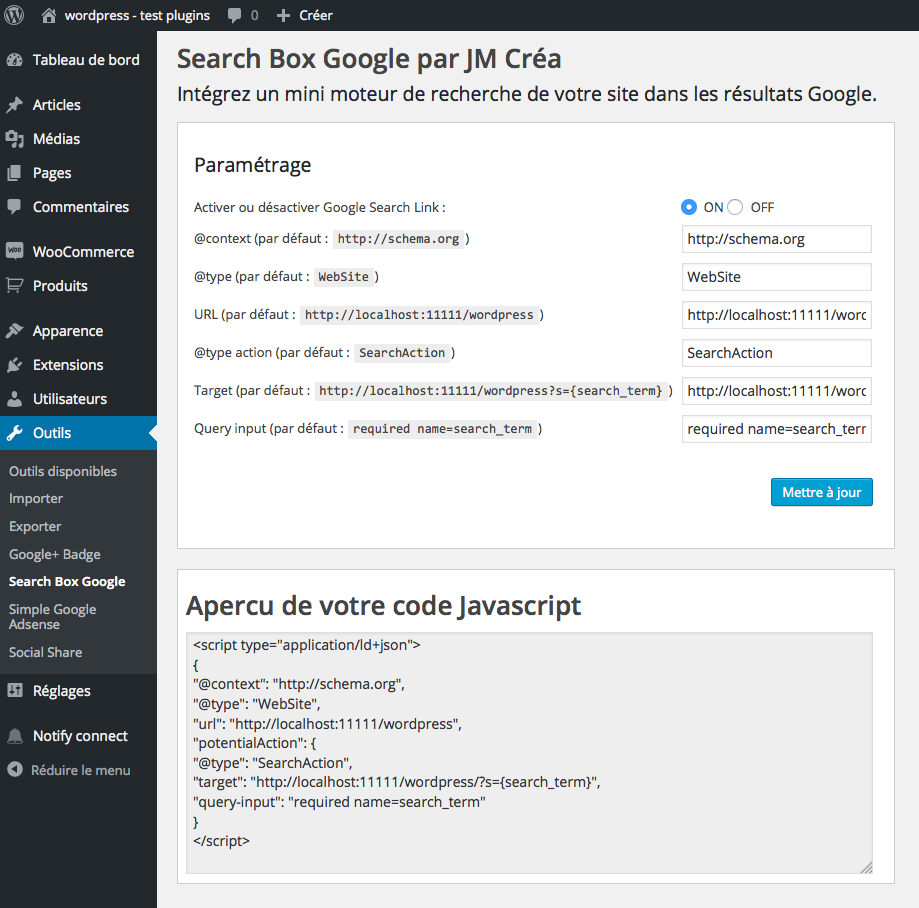 wordpress - test plugins 0 Créer
Tableau de bord
Articles
Médias
Pages
Commentaires
WOO WooCommerce
Produits
Apparence
Extensions
Utilisateurs
Outils
Outils disponibles
Importer
Exporter
Google+ Badge
Search Box Google
Simple Google
Adsense
Social Share
Réglages
Notify connect
Réduire le menu
Search Box Google par JM Créa
Intégrez un mini moteur de recherche de votre site dans les résultats Google.
Paramétrage
Activer ou désactiver Google Search Link : ON OFF
@context (par défaut : http://schema.org ) http://schema.org
@type (par défaut : WebSite ) WebSite
URL (par défaut : http://localhost:11111/wordpress ) http://localhost:11111/worc
@type action (par défaut : SearchAction ) SearchAction
Target (par défaut : http://localhost:11111/wordpress?s={search_term} ) http://localhost:11111/worc
Query input (par défaut : required name=search_term ) required name=search_terr
Mettre à jour
Apercu de votre code Javascript
<script type="application/ld+json">
{
"@context": "http://schema.org",
"@type": "WebSite",
"url": "http://localhost:11111/wordpress",
"potentialAction": {
"@type": "SearchAction",
"target": "http://localhost:11111/wordpress/?s={search_term}",
"query-input": "required name=search_term"
}
</script>